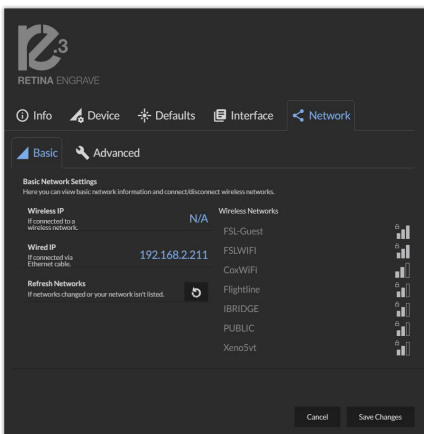 re.3
RETINA ENGRAVE
Info Device Defaults Interface Network
Basic Advanced
Basic Network Settings
Here you can view basic network information and connect/disconnect wireless networks.
Wireless IP
If connected to a
wireless network.
N/A
Wired IP
If connected via
Ethernet cable.
192.168.2.211
Refresh Networks
If networks changed or your network isn't listed.
Wireless Networks
FSL-Guest
FSLWIFI
CoxWiFi
Flightline
IBRIDGE
PUBLIC
Xeno5vt
Cancel Save Changes